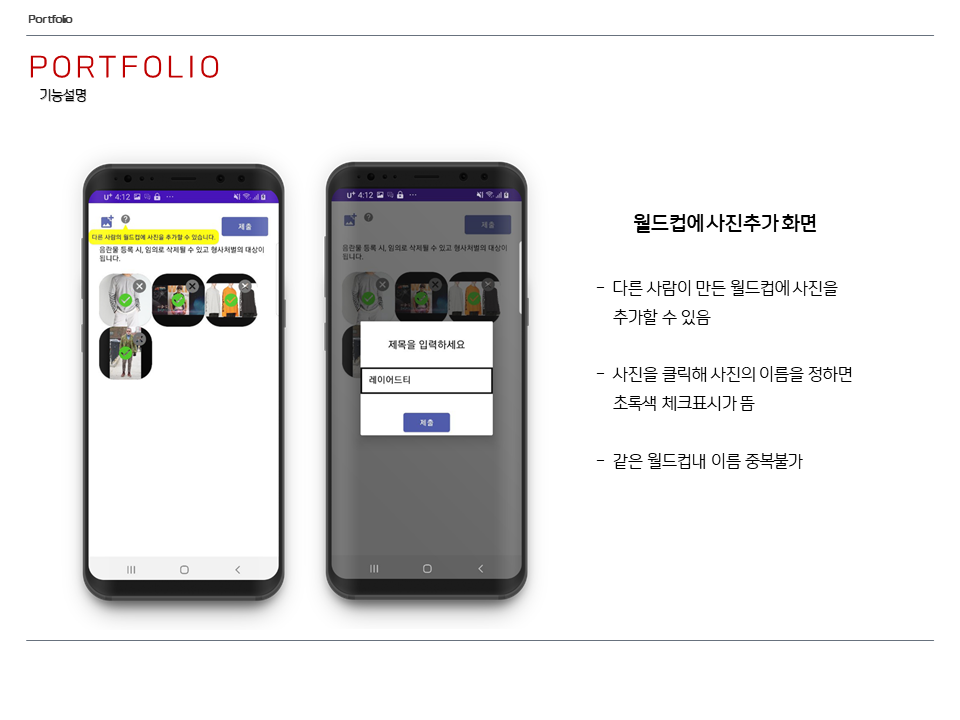 Portfolio
PORTFOLIO
기능설명
U+ 4:12
제출
다른 사람의 월드컵에 사진을 추가할 수 있습니다.
음란물 등록 시, 임의로 삭제될 수 있고 형사처벌의 대상이
됩니다.
U+ 4:12
제출
음란물 등록 시, 임의로 삭제될 수 있고 형사처벌의 대상이
됩니다.
제목을 입력하세요
레이어드티
제출
월드컵에 사진추가 화면
- 다른 사람이 만든 월드컵에 사진을
추가할 수 있음
- 사진을 클릭해 사진의 이름을 정하면
초록색 체크표시가 뜸
- 같은 월드컵내 이름 중복불가